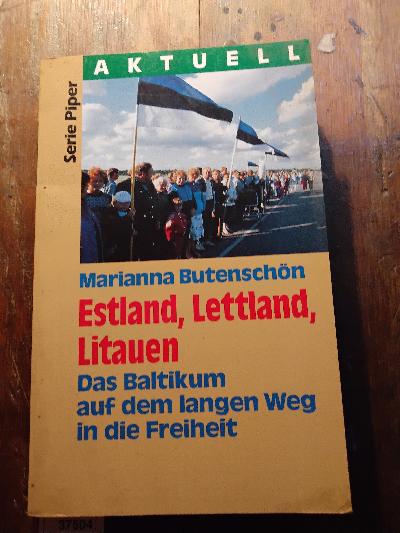 AKTUELL
Serie Piper
Marianna Butenschön
Estland, Lettland,
Litauen
Das Baltikum
auf dem langen Weg
in die Freiheit
37504